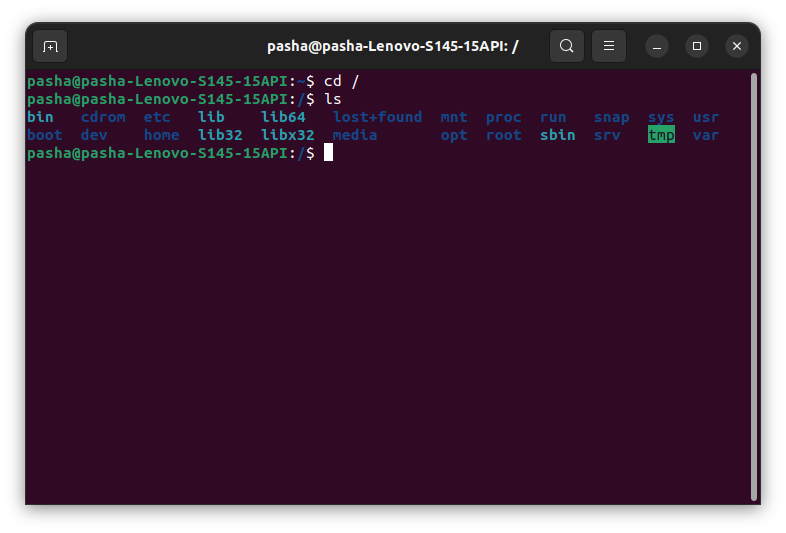 pasha@pasha-Lenovo-S145-15API: /
pasha@pasha-Lenovo-S145-15API:~$ cd /
pasha@pasha-Lenovo-S145-15API:/$ ls
bin   cdrom  etc   lib    lib64   lost+found  mnt  proc  run   snap  sys  usr
boot  dev    home  lib32  libx32  media       opt  root  sbin  srv   tmp  var
pasha@pasha-Lenovo-S145-15API:/$